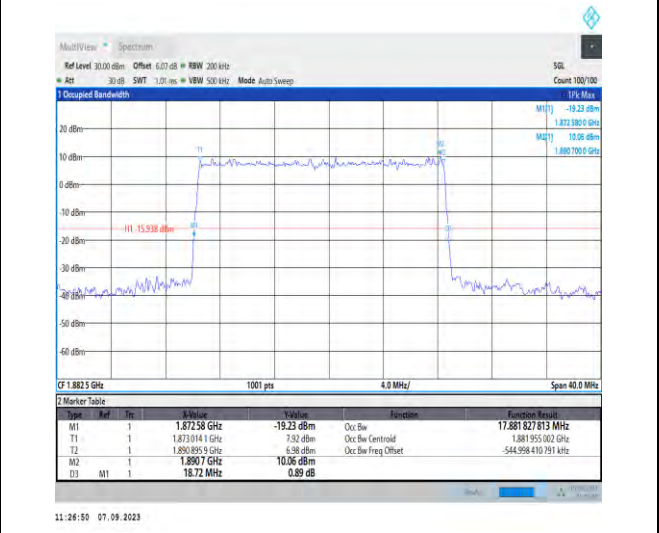 MultiView Spectrum
Ref Level 30.00 dBm Offset 6.07 dB RBW 200 kHz SGL
Att 30 dB SWT 1.01 ms VBW 500 kHz Mode Auto Sweep Count 100/100
1 Occupied Bandwidth 1Pk Max
M1[1] -19.23 dBm
1.872 580 0 GHz
M2[1] 10.06 dBm
1.890 700 0 GHz
20 dBm
10 dBm
0 dBm
-10 dBm
-20 dBm
-30 dBm
-40 dBm
-50 dBm
-60 dBm
T1
M2
H1 -15.938 dBm M1 D3
CF 1.882 5 GHz 1001 pts 4.0 MHz/ Span 40.0 MHz
2 Marker Table
Type Ref Trc X-Value Y-Value Function Function Result
M1 1 1.872 58 GHz -19.23 dBm Occ Bw 17.881 827 813 MHz
T1 1 1.873 014 1 GHz 7.92 dBm Occ Bw Centroid 1.881 955 002 GHz
T2 1 1.890 895 9 GHz 6.98 dBm Occ Bw Freq Offset -544.998 410 791 kHz
M2 1 1.890 7 GHz 10.06 dBm
D3 M1 1 18.72 MHz 0.89 dB
11:26:50 07.09.2023